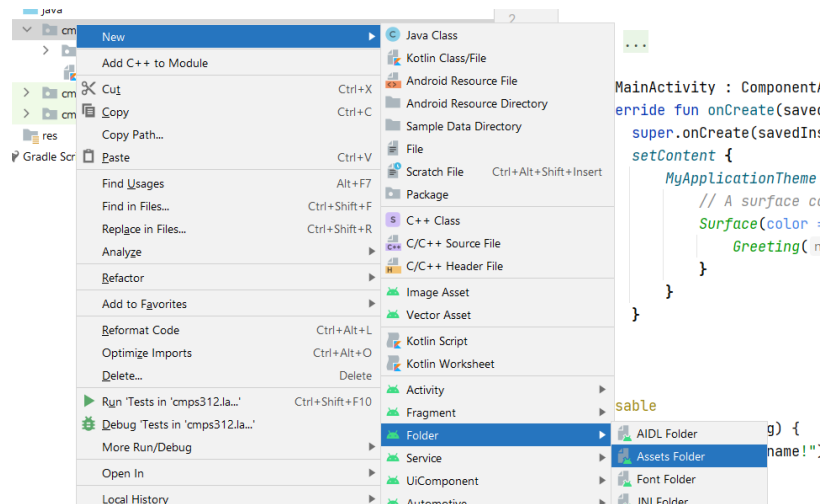 java
2
cm
New
Add C++ to Module
Cut Ctrl+X
Copy Ctrl+C
Copy Path...
Paste Ctrl+V
Find Usages Alt+F7
Find in Files... Ctrl+Shift+F
Replace in Files... Ctrl+Shift+R
Analyze
Refactor
Add to Favorites
Reformat Code Ctrl+Alt+L
Optimize Imports Ctrl+Alt+O
Delete... Delete
Run 'Tests in 'cmps312.la...' Ctrl+Shift+F10
Debug 'Tests in 'cmps312.la...'
More Run/Debug
Open In
Local History
cm
cm
res
Gradle Scr
Java Class
Kotlin Class/File
Android Resource File
Android Resource Directory
Sample Data Directory
File
Scratch File Ctrl+Alt+Shift+Insert
Package
C++ Class
C/C++ Source File
C/C++ Header File
Image Asset
Vector Asset
Kotlin Script
Kotlin Worksheet
Activity
Fragment
Folder
Service
UiComponent
Automotive
AIDL Folder
Assets Folder
Font Folder
JNI Folder
...
MainActivity : ComponentA
erride fun onCreate(saved
super.onCreate(savedIns
setContent {
MyApplicationTheme
// A surface co
Surface(color =
Greeting( n
}
}
}
sable
g) {
name!")